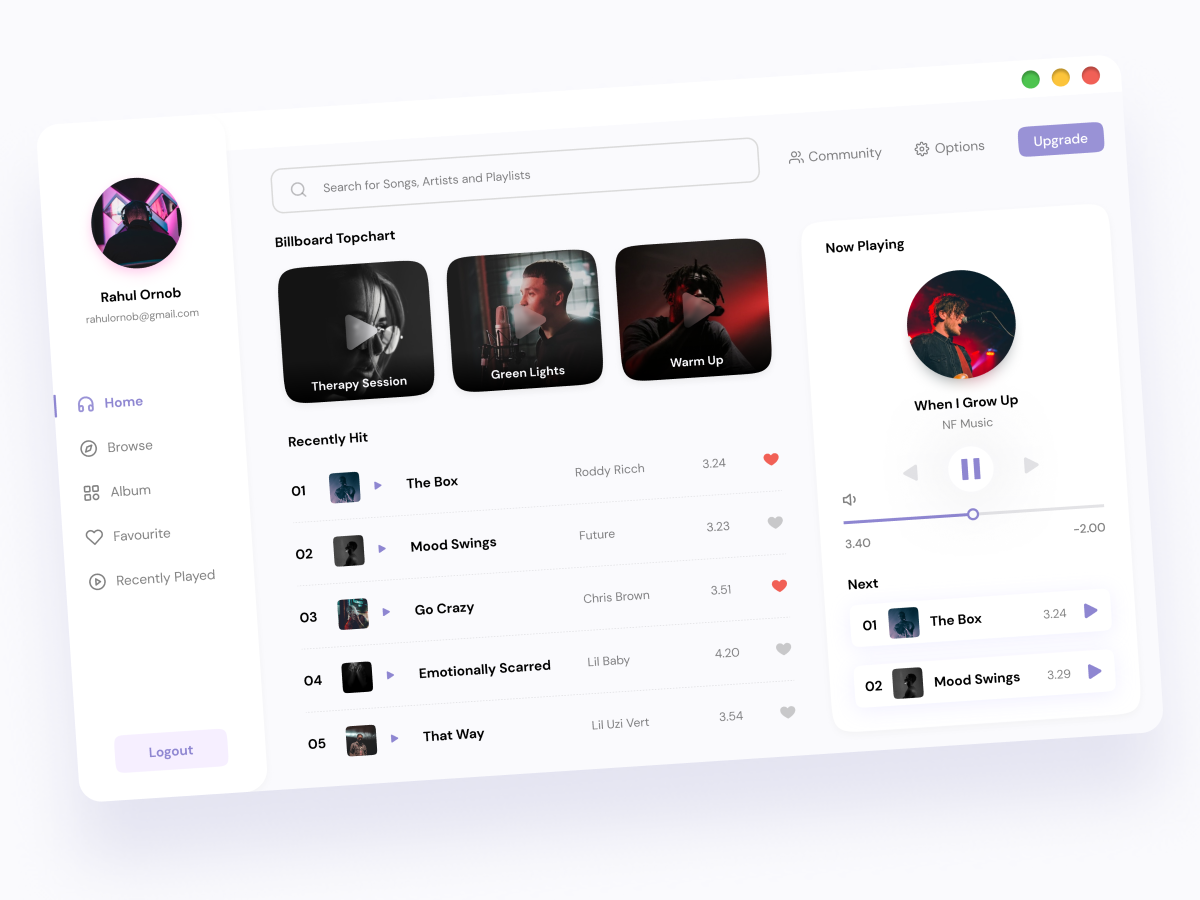 Rahul Ornob
rahulornob@gmail.com
Home
Browse
Album
Favourite
Recently Played
Logout
Search for Songs, Artists and Playlists
Community
Options
Upgrade
Billboard Topchart
Therapy Session
Green Lights
Warm Up
Recently Hit
01 The Box Roddy Ricch 3.24
02 Mood Swings Future 3.23
03 Go Crazy Chris Brown 3.51
04 Emotionally Scarred Lil Baby 4.20
05 That Way Lil Uzi Vert 3.54
Now Playing
When I Grow Up
NF Music
3.40 -2.00
Next
01 The Box 3.24
02 Mood Swings 3.29